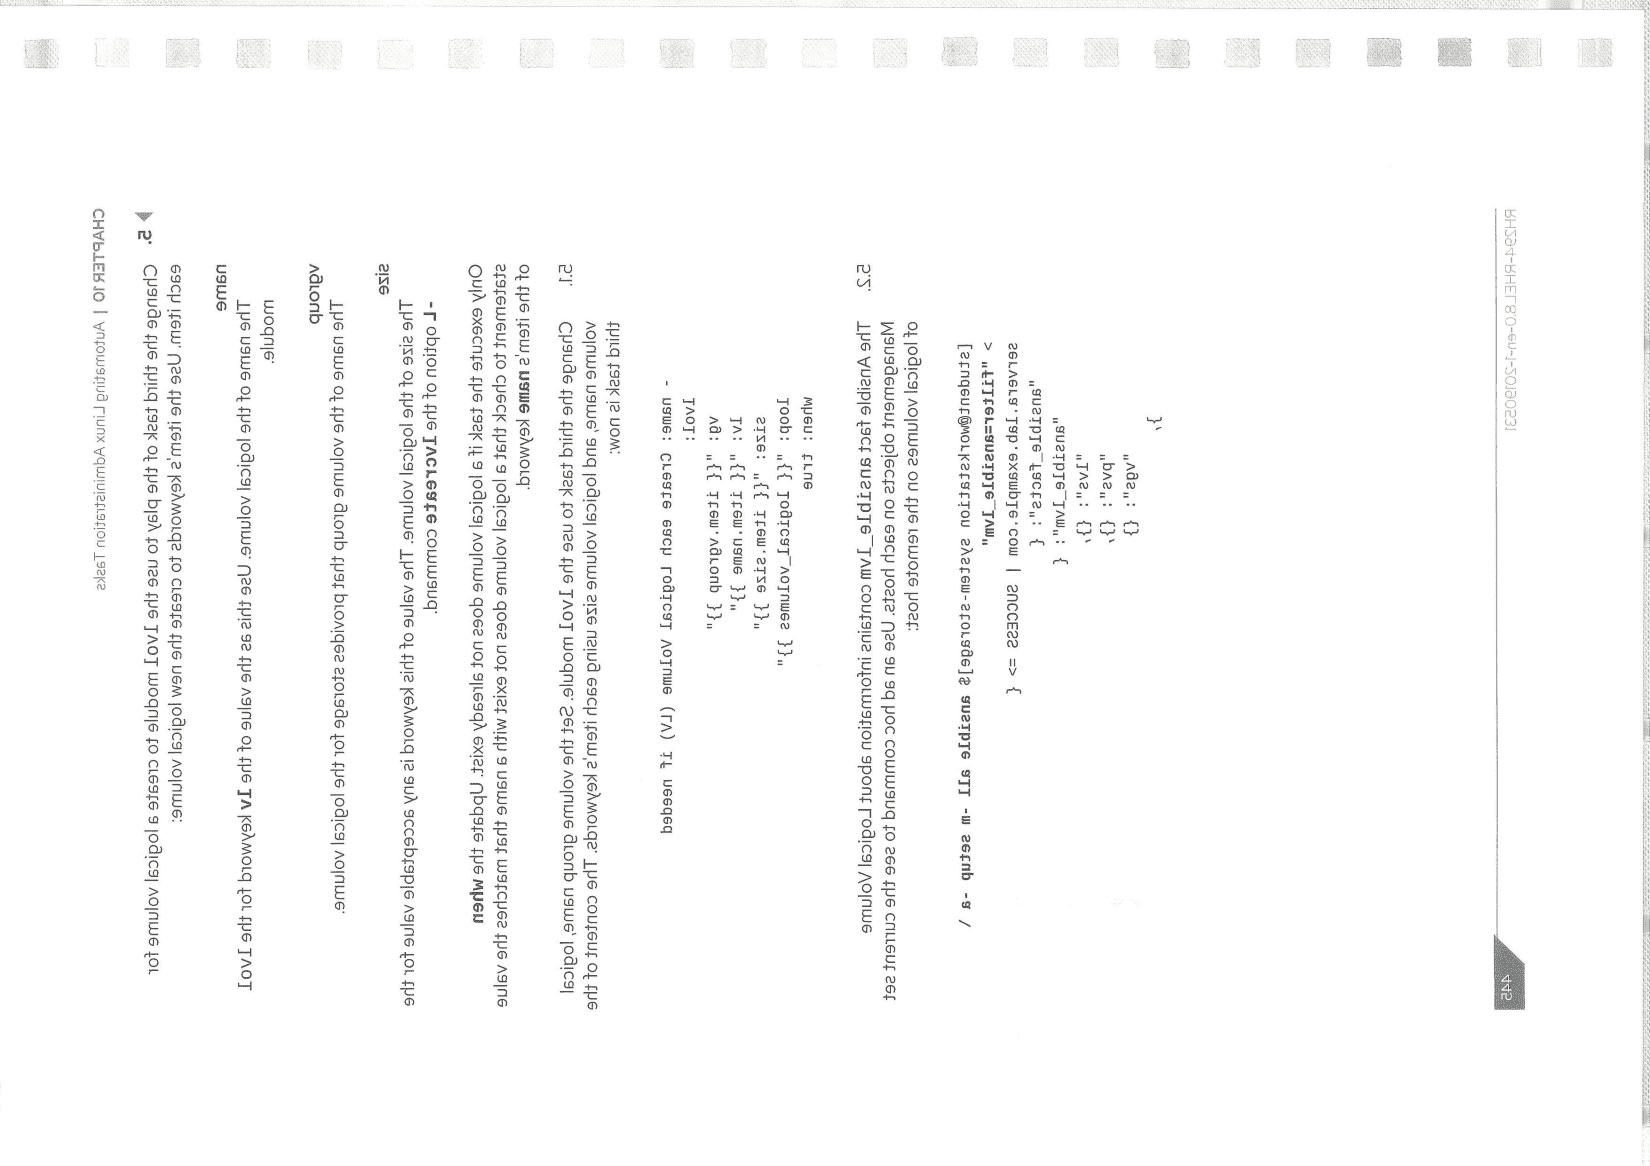 CHAPTER 10 | Automating Linux Administration Tasks
5.
Change the third task of the play to use the lvol module to create a logical volume for
each item. Use the item's keywords to create the new logical volume:
name
The name of the logical volume. Use this as the value of the lv keyword for the lvol
module.
vgroup
The name of the volume group that provides storage for the logical volume.
size
The size of the logical volume. The value of this keyword is any acceptable value for the
-L option to the lvcreate command.
Only execute the task if a logical volume does not already exist. Update the when
statement to check that a logical volume does not exist with a name that matches the value
of the item's name keyword.
5.1.
Change the third task to use the lvol module. Set the volume group name, logical
volume name, and logical volume size using each item's keywords. The content of the
third task is now:
- name: Create each Logical Volume (LV) if needed
lvol:
vg: "{{ item.vgroup }}"
lv: "{{ item.name }}"
size: "{{ item.size }}"
loop: "{{ logical_volumes }}"
when: true
5.2.
The Ansible fact ansible_lvm contains information about Logical Volume
Management objects on each hosts. Use an ad hoc command to see the current set
of logical volumes on the remote host:
[student@workstation system-storage]$ ansible all -m setup -a \
> "filter=ansible_lvm"
servera.lab.example.com | SUCCESS => {
"ansible_facts": {
"ansible_lvm": {
"lvs": {},
"pvs": {},
"vgs": {}
},
RH294-RHEL8.0-en-1-20190531
445